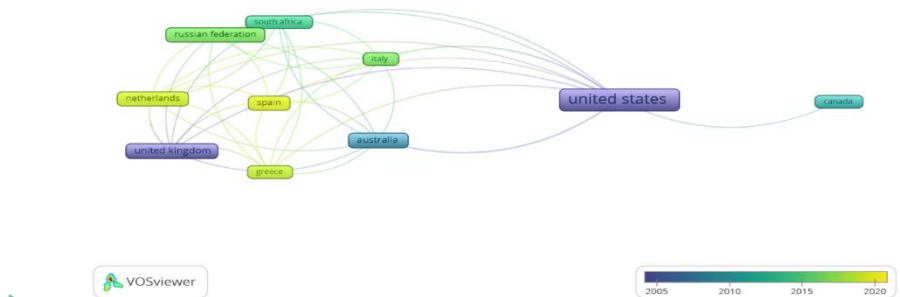 south africa
russian federation
italy
netherlands
spain
united states
canada
australia
united kingdom
greece
VOSviewer
2005 2010 2015 2020